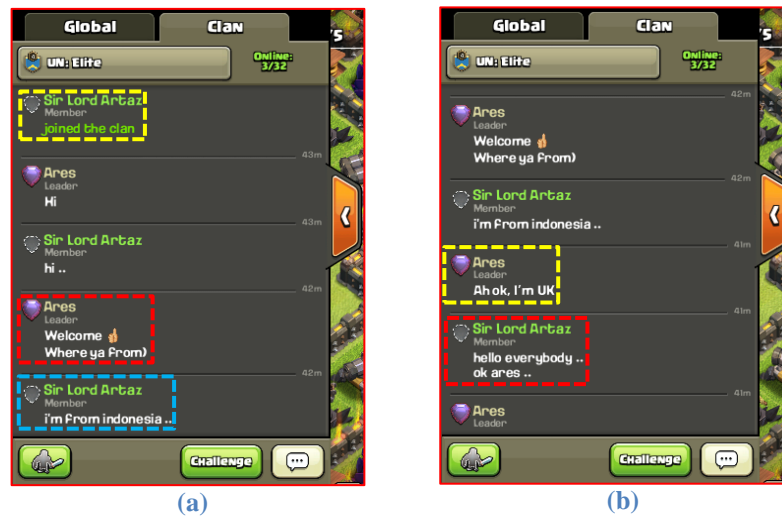 Global
Clan
UN: Elite
Online:
3/32
Sir Lord Artaz
Member
joined the clan
43m
Ares
Leader
Hi
43m
Sir Lord Artaz
Member
hi ..
42m
Ares
Leader
Welcome ☝
Where ya from)
42m
Sir Lord Artaz
Member
i'm from indonesia ..
Challenge
(a)
Global
Clan
UN: Elite
Online:
3/32
42m
Ares
Leader
Welcome ☝
Where ya from)
42m
Sir Lord Artaz
Member
i'm from indonesia ..
41m
Ares
Leader
Ah ok, I'm UK
41m
Sir Lord Artaz
Member
hello everybody ..
ok ares ..
41m
Ares
Leader
Challenge
(b)